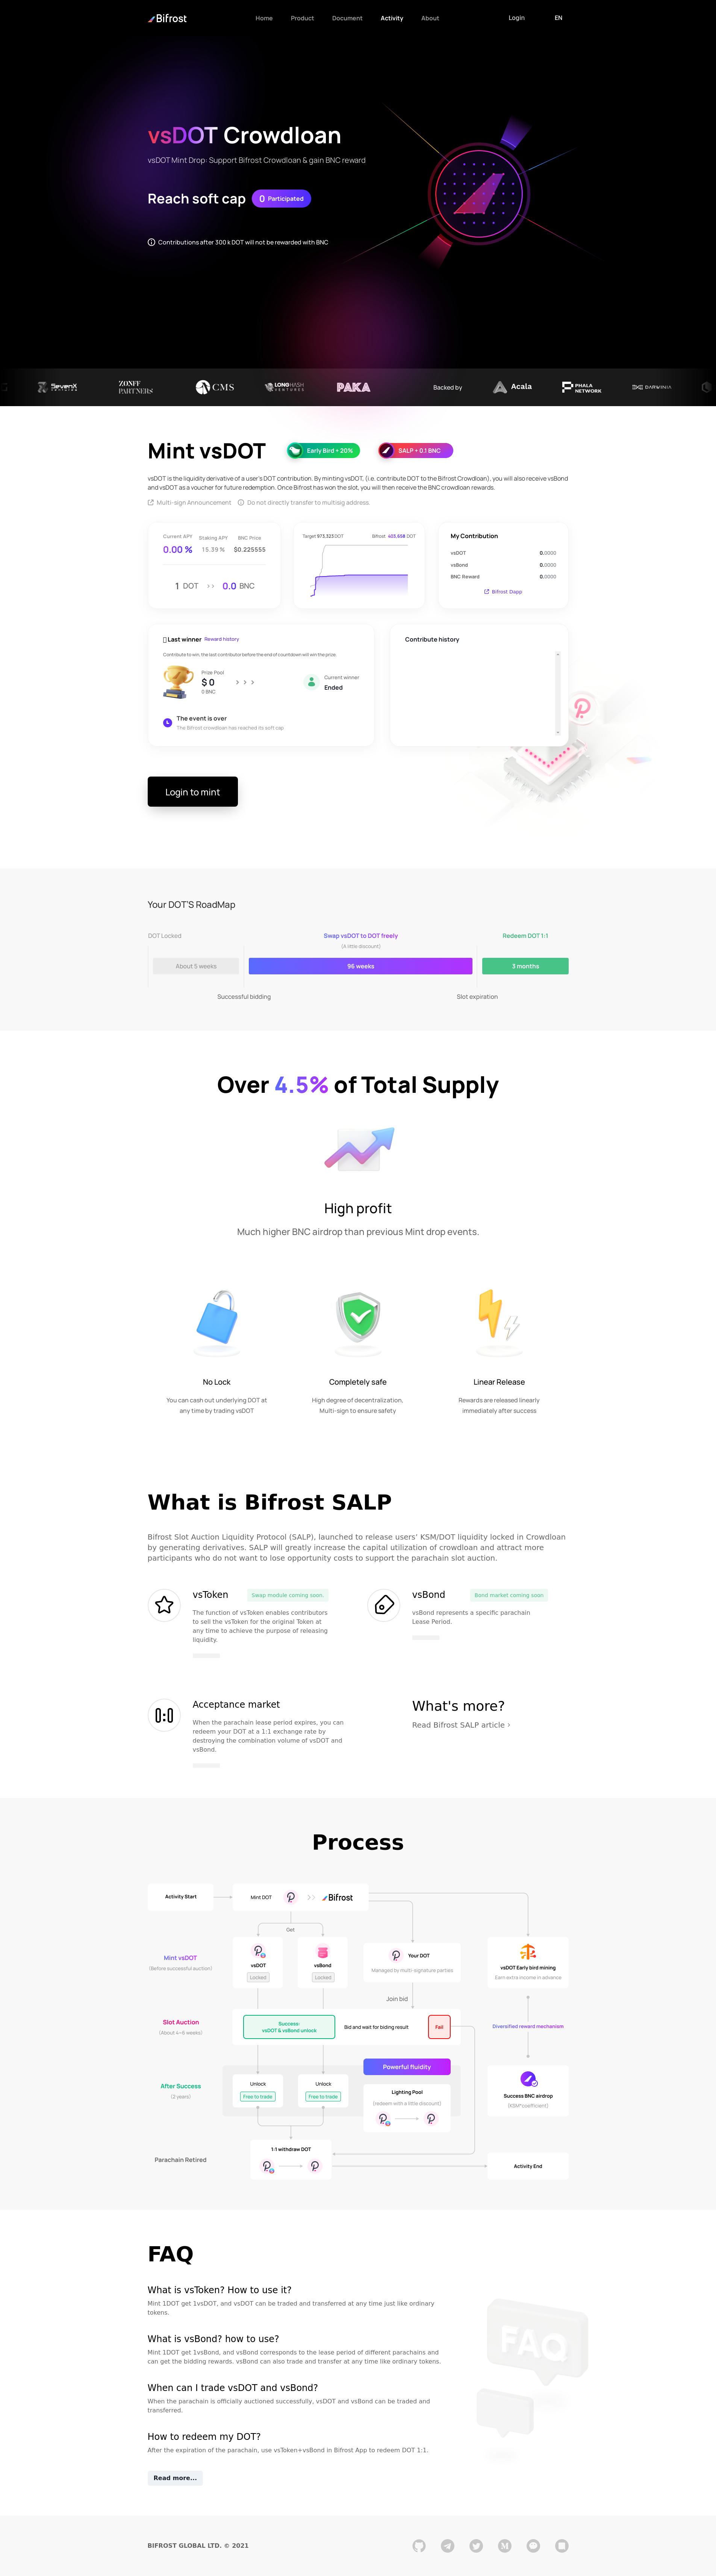 Bifrost
Home
Product
Document
Activity
About
Login
EN
vsDOT Crowdloan
vsDOT Mint Drop: Support Bifrost Crowdloan & gain BNC reward
Reach soft cap
0 Participated
Contributions after 300 k DOT will not be rewarded with BNC
SevenX
ZONFF
PARTNERS
CMS
LONGHASH
VENTURES
PAKA
Backed by
Acala
PHALA
NETWORK
DARWINIA
Mint vsDOT
Early Bird + 20%
SALP + 0.1 BNC
vsDOT is the liquidity derivative of a user's DOT contribution. By minting vsDOT, (i.e. contribute DOT to the Bifrost Crowdloan), you will also receive vsBond
and vsDOT as a voucher for future redemption. Once Bifrost has won the slot, you will then receive the BNC crowdloan rewards.
Multi-sign Announcement
Do not directly transfer to multisig address.
Current APY
Staking APY
BNC Price
0.00 %
15.39 %
$0.225555
1 DOT >> 0.0 BNC
Target 973,323 DOT
Bifrost 403,658 DOT
My Contribution
vsDOT 0.0000
vsBond 0.0000
BNC Reward 0.0000
Bifrost Dapp
Last winner Reward history
Contribute to win, the last contributor before the end of countdown will win the prize
Prize Pool
$ 0
0 BNC
Current winner
Ended
The event is over
The Bifrost crowdloan has reached its soft cap
Contribute history
Login to mint
Your DOT'S RoadMap
DOT Locked
Swap vsDOT to DOT freely
(A little discount)
Redeem DOT 1:1
About 5 weeks
96 weeks
3 months
Successful bidding
Slot expiration
Over 4.5% of Total Supply
High profit
Much higher BNC airdrop than previous Mint drop events.
No Lock
You can cash out underlying DOT at
any time by trading vsDOT
Completely safe
High degree of decentralization,
Multi-sign to ensure safety
Linear Release
Rewards are released linearly
immediately after success
What is Bifrost SALP
Bifrost Slot Auction Liquidity Protocol (SALP), launched to release users' KSM/DOT liquidity locked in Crowdloan
by generating derivatives. SALP will greatly increase the capital utilization of crowdloan and attract more
participants who do not want to lose opportunity costs to support the parachain slot auction.
vsToken
Swap module coming soon.
The function of vsToken enables contributors
to sell the vsToken for the original Token at
any time to achieve the purpose of releasing
liquidity.
vsBond
Bond market coming soon
vsBond represents a specific parachain
Lease Period.
Acceptance market
When the parachain lease period expires, you can
redeem your DOT at a 1:1 exchange rate by
destroying the combination volume of vsDOT and
vsBond.
What's more?
Read Bifrost SALP article ›
Process
Activity Start
Mint DOT
Bifrost
Get
Mint vsDOT
(Before successful auction)
vsDOT
Locked
vsBond
Locked
Your DOT
Managed by multi-signature parties
vsDOT Early bird mining
Earn extra income in advance
Join bid
Slot Auction
(About 4~6 weeks)
Success:
vsDOT & vsBond unlock
Bid and wait for biding result
Fail
Diversified reward mechanism
After Success
(2 years)
Unlock
Free to trade
Unlock
Free to trade
Powerful fluidity
Lighting Pool
(redeem with a little discount)
Success BNC airdrop
(KSM*coefficient)
Parachain Retired
1:1 withdraw DOT
Activity End
FAQ
What is vsToken? How to use it?
Mint 1DOT get 1vsDOT, and vsDOT can be traded and transferred at any time just like ordinary
tokens.
What is vsBond? how to use?
Mint 1DOT get 1vsBond, and vsBond corresponds to the lease period of different parachains and
can get the bidding rewards. vsBond can also trade and transfer at any time like ordinary tokens.
When can I trade vsDOT and vsBond?
When the parachain is officially auctioned successfully, vsDOT and vsBond can be traded and
transferred.
How to redeem my DOT?
After the expiration of the parachain, use vsToken+vsBond in Bifrost App to redeem DOT 1:1.
Read more...
FAQ
BIFROST GLOBAL LTD. © 2021